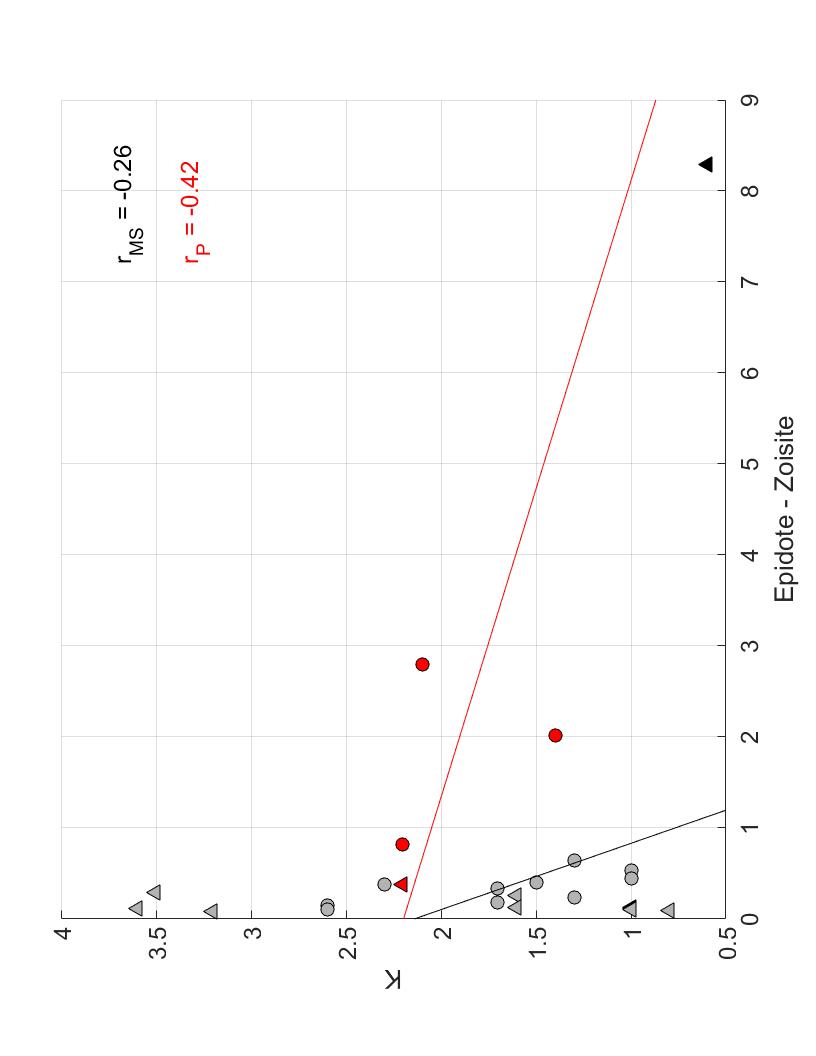 4
3.5
3
2.5
2
1.5
1
0.5
K
r_MS = -0.26
r_P = -0.42
0 1 2 3 4 5 6 7 8 9
Epidote - Zoisite